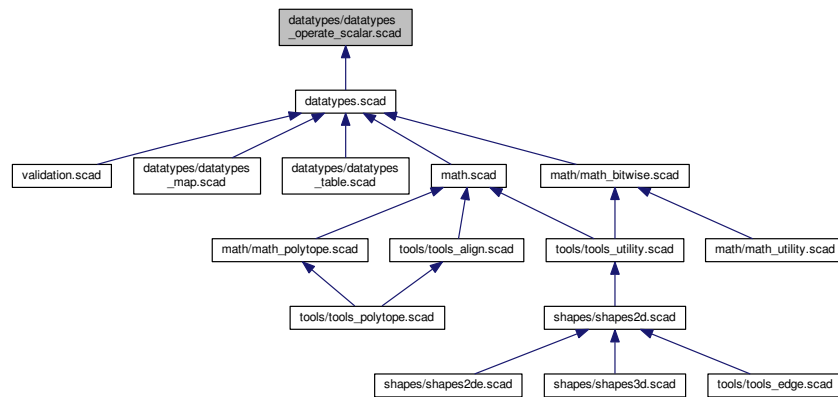 datatypes/datatypes
_operate_scalar.scad
datatypes.scad
validation.scad
datatypes/datatypes
_map.scad
datatypes/datatypes
_table.scad
math.scad
math/math_bitwise.scad
math/math_polytope.scad
tools/tools_align.scad
tools/tools_utility.scad
math/math_utility.scad
tools/tools_polytope.scad
shapes/shapes2d.scad
shapes/shapes2de.scad
shapes/shapes3d.scad
tools/tools_edge.scad